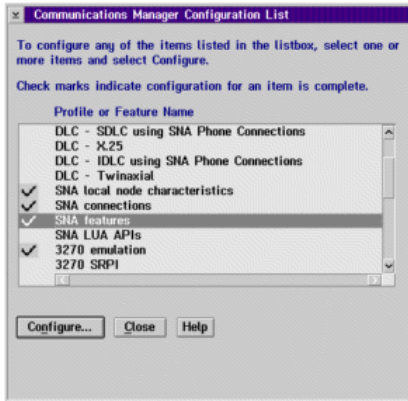 Communications Manager Configuration List
To configure any of the items listed in the listbox, select one or
more items and select Configure.
Check marks indicate configuration for an item is complete.
Profile or Feature Name
DLC - SDLC using SNA Phone Connections
DLC - X.25
DLC - IDLC using SNA Phone Connections
DLC - Twinaxial
SNA local node characteristics
SNA connections
SNA features
SNA LUA APIs
3270 emulation
3270 SRPI
Configure... Close Help